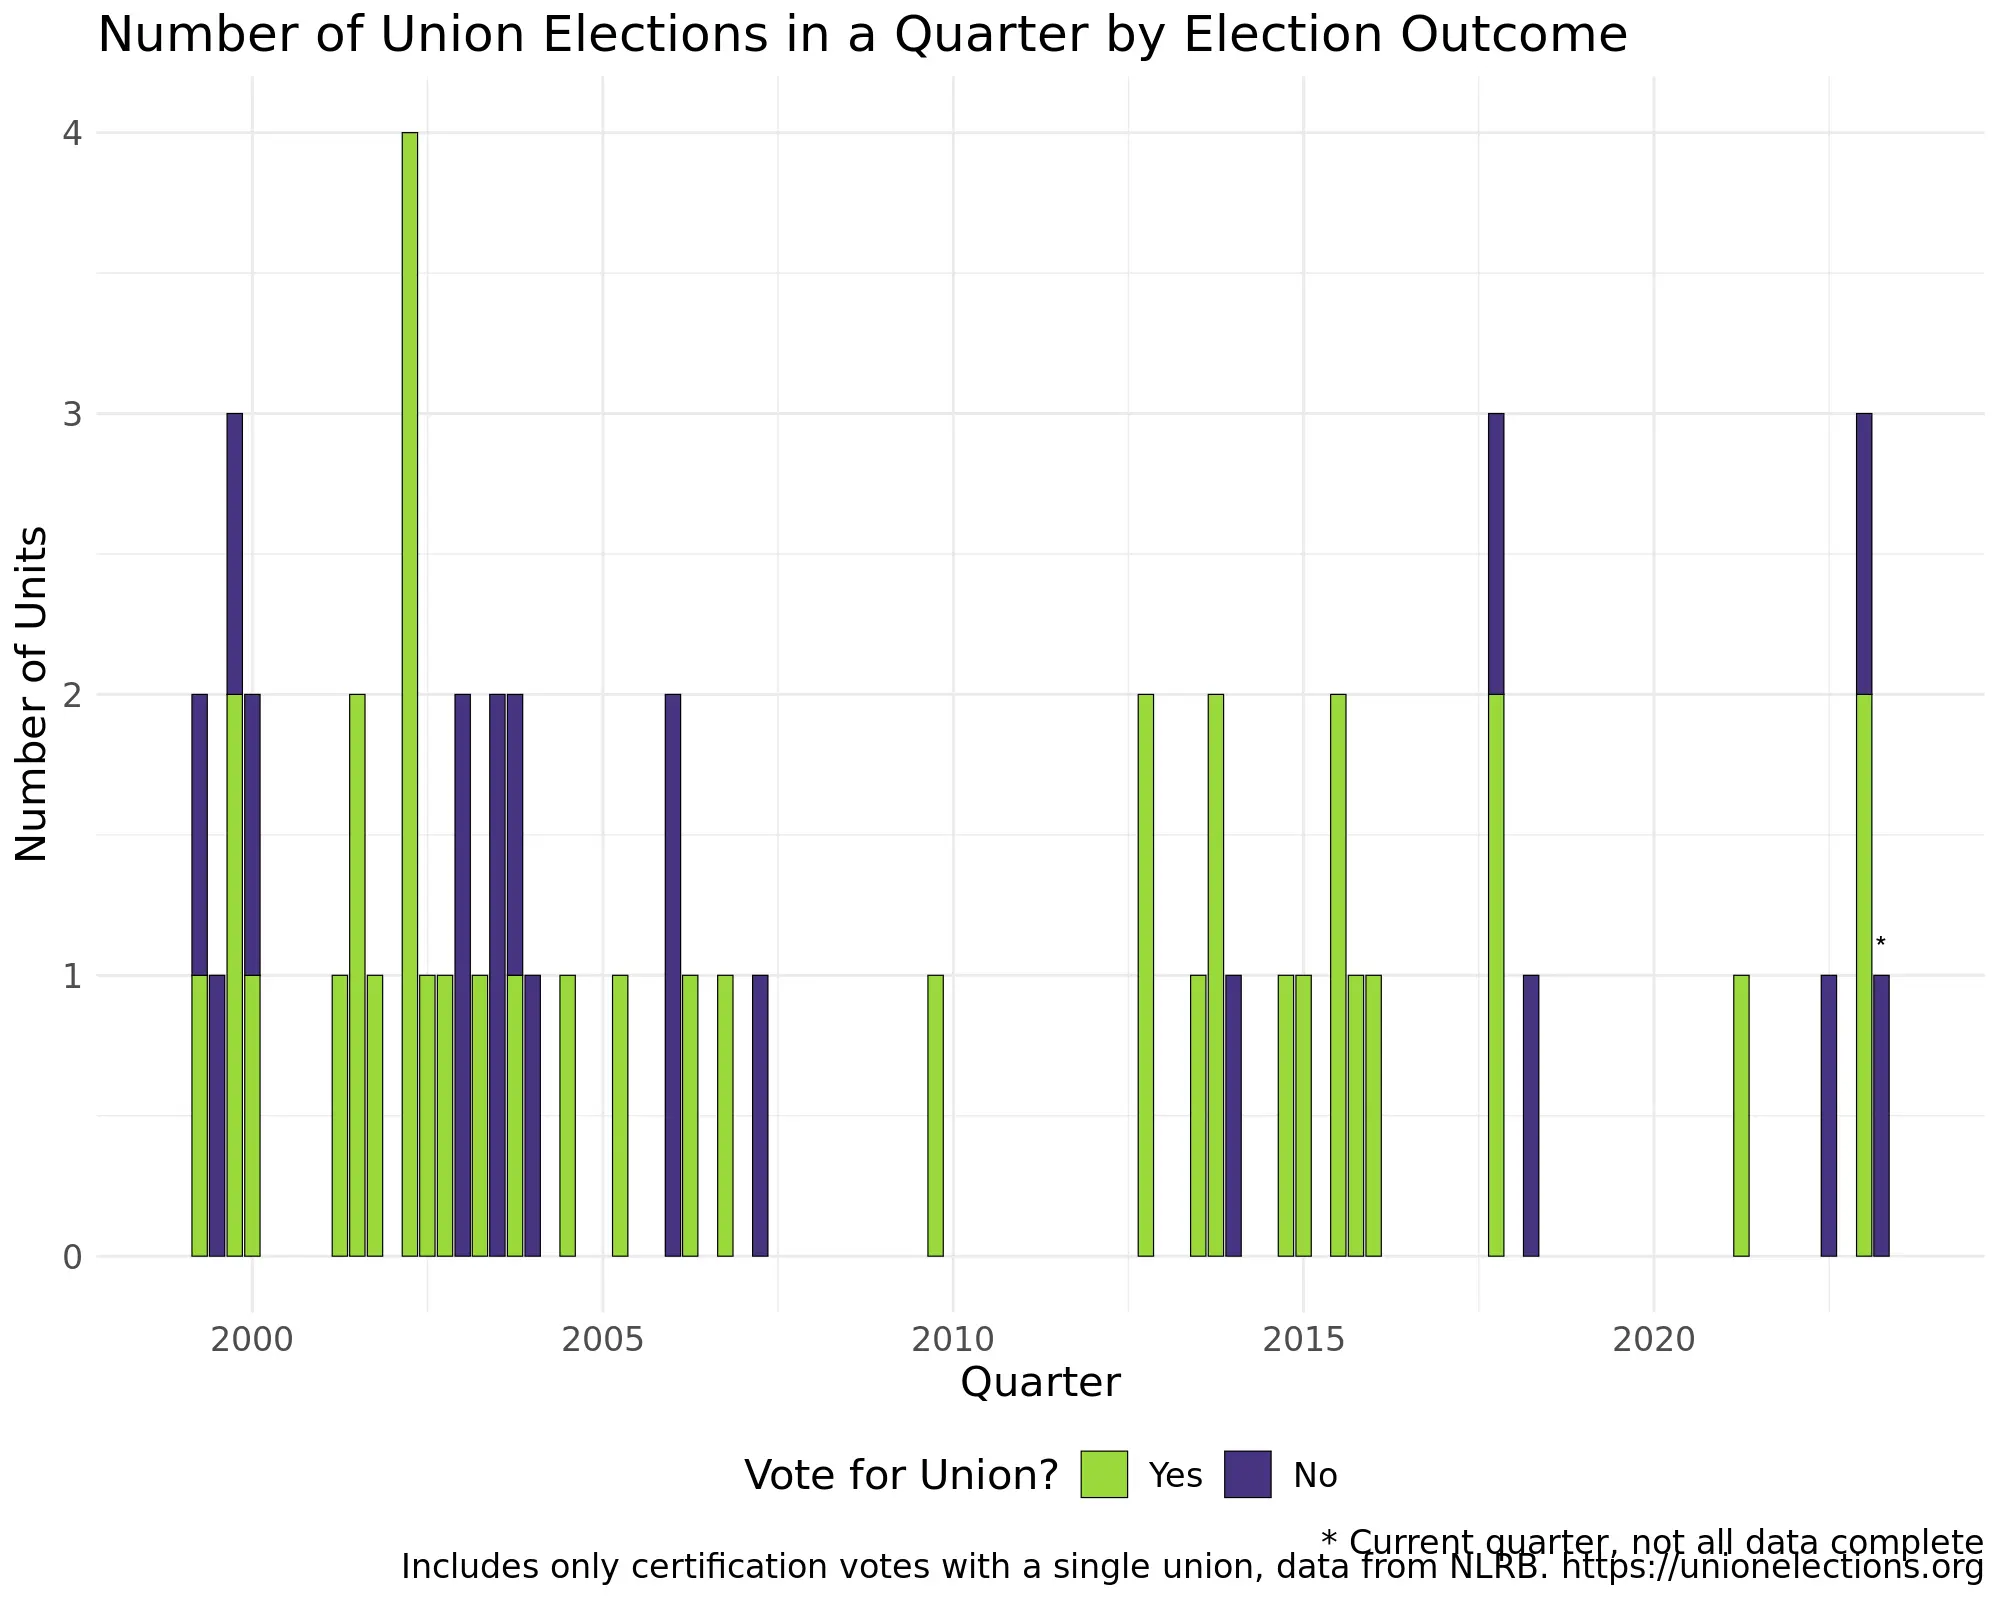 Number of Union Elections in a Quarter by Election Outcome
Number of Units
4
3
2
1
0
*
2000 2005 2010 2015 2020
Quarter
Vote for Union? Yes No
* Current quarter, not all data complete
Includes only certification votes with a single union, data from NLRB. https://unionelections.org